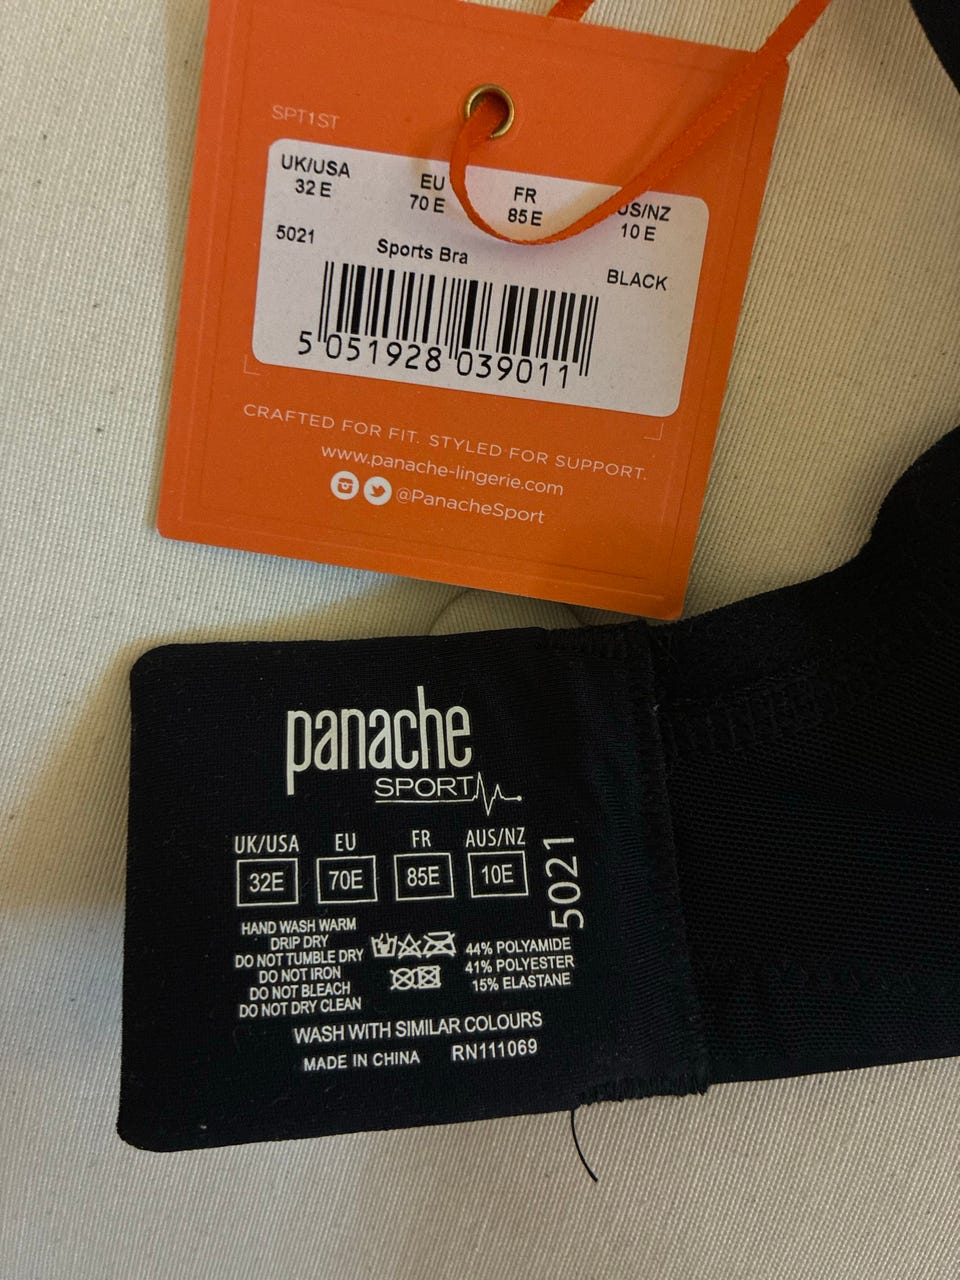 SPT1ST
UK/USA EU FR US/NZ
32 E 70 E 85 E 10 E
5021 Sports Bra BLACK
5 051928 039011
CRAFTED FOR FIT. STYLED FOR SUPPORT.
www.panache-lingerie.com
@PanacheSport
panache
SPORT
UK/USA EU FR AUS/NZ
32E 70E 85E 10E
5021
HAND WASH WARM
DRIP DRY
DO NOT TUMBLE DRY
DO NOT IRON
DO NOT BLEACH
DO NOT DRY CLEAN
44% POLYAMIDE
41% POLYESTER
15% ELASTANE
WASH WITH SIMILAR COLOURS
MADE IN CHINA RN111069